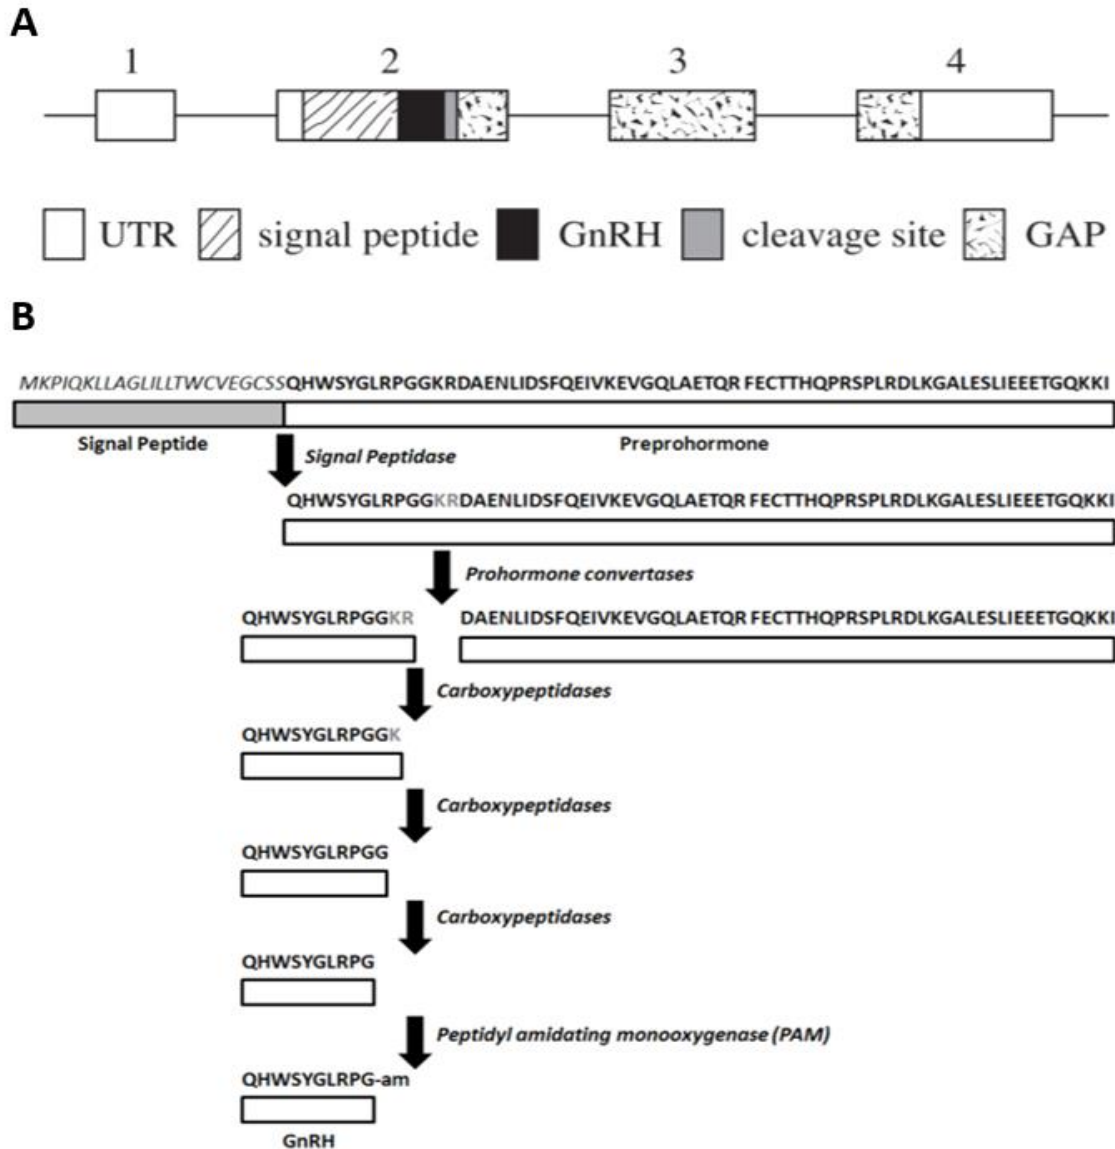 A
1 2 3 4
UTR signal peptide GnRH cleavage site GAP
B
MKPIQKLLAGLILLTWCVEGCSSQHWSYGLRPGGKRDAENLIDSFQEIVKEVGQLAETQR FECTTHQPRSPLRDLKGALESLIEEETGQKKI
Signal Peptide Preprohormone
Signal Peptidase
QHWSYGLRPGGKRDAENLIDSFQEIVKEVGQLAETQR FECTTHQPRSPLRDLKGALESLIEEETGQKKI
Prohormone convertases
QHWSYGLRPGGKR DAENLIDSFQEIVKEVGQLAETQR FECTTHQPRSPLRDLKGALESLIEEETGQKKI
Carboxypeptidases
QHWSYGLRPGGK
Carboxypeptidases
QHWSYGLRPGG
Carboxypeptidases
QHWSYGLRPG
Peptidyl amidating monooxygenase (PAM)
QHWSYGLRPG-am
GnRH